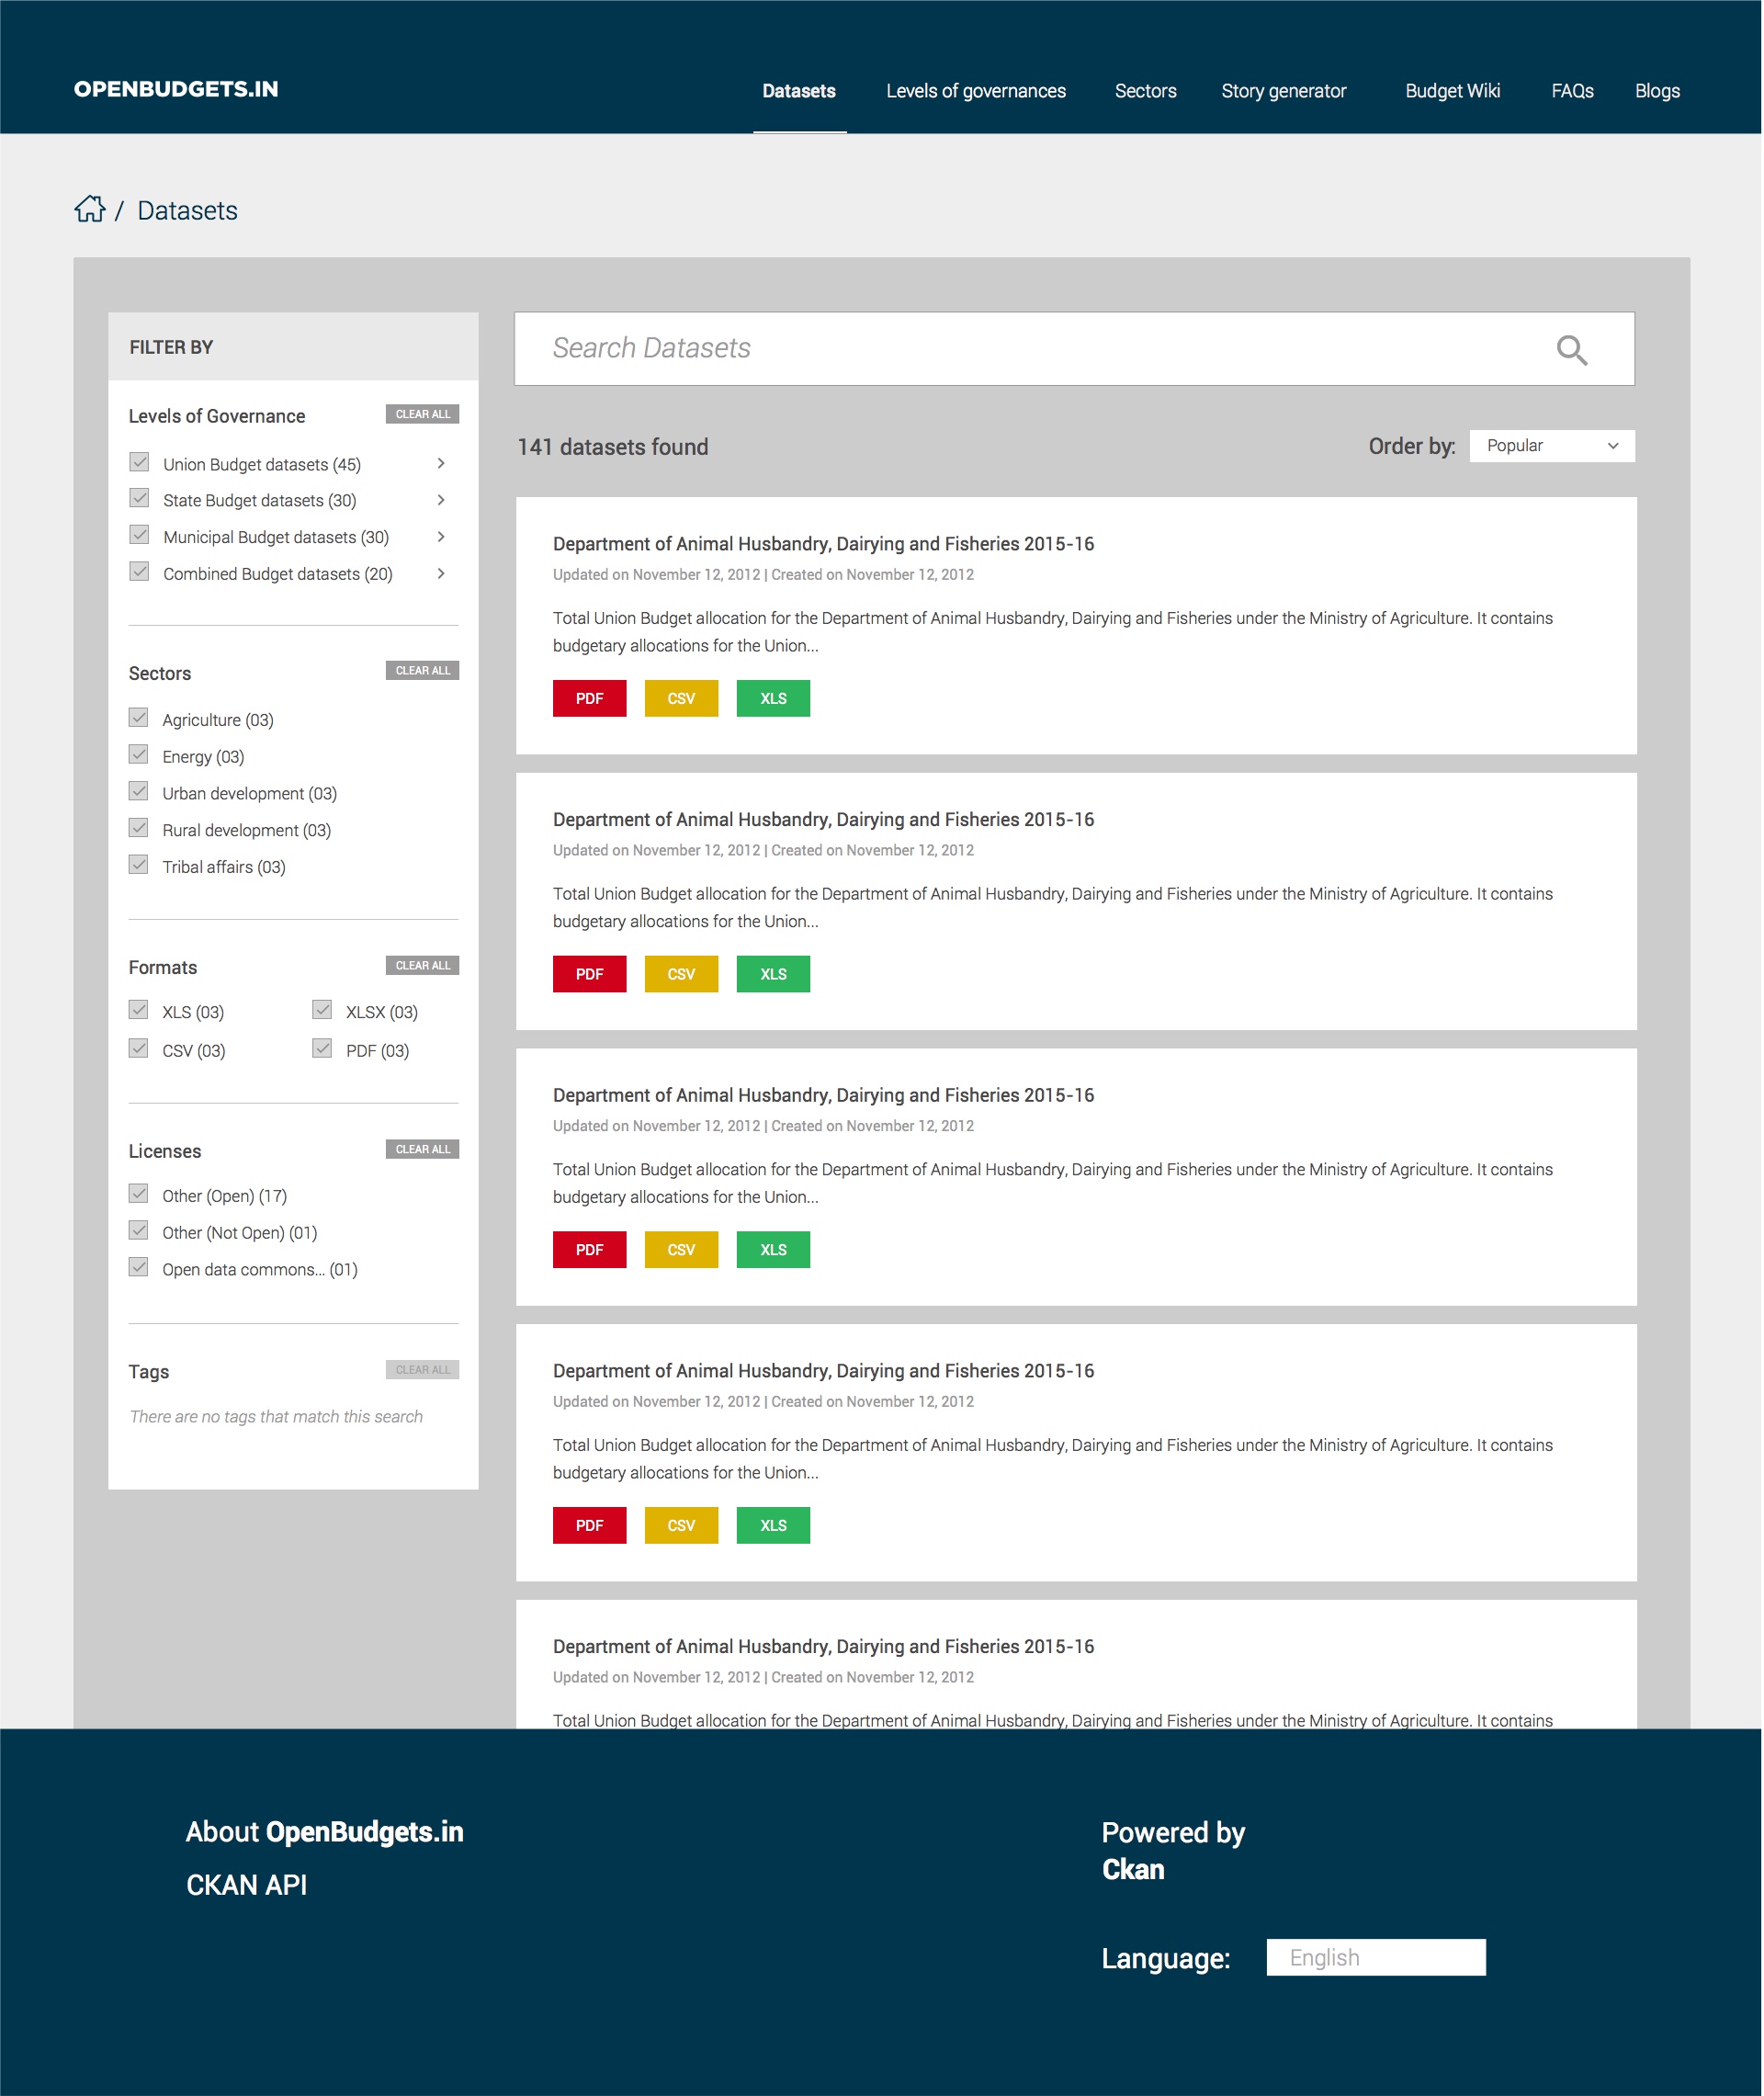 OPENBUDGETS.IN
Datasets Levels of governances Sectors Story generator Budget Wiki FAQs Blogs
/ Datasets
FILTER BY
Levels of Governance CLEAR ALL
Union Budget datasets (45)
State Budget datasets (30)
Municipal Budget datasets (30)
Combined Budget datasets (20)
Sectors CLEAR ALL
Agriculture (03)
Energy (03)
Urban development (03)
Rural development (03)
Tribal affairs (03)
Formats CLEAR ALL
XLS (03) XLSX (03)
CSV (03) PDF (03)
Licenses CLEAR ALL
Other (Open) (17)
Other (Not Open) (01)
Open data commons... (01)
Tags CLEAR ALL
There are no tags that match this search
Search Datasets
141 datasets found Order by: Popular
Department of Animal Husbandry, Dairying and Fisheries 2015-16
Updated on November 12, 2012 | Created on November 12, 2012
Total Union Budget allocation for the Department of Animal Husbandry, Dairying and Fisheries under the Ministry of Agriculture. It contains
budgetary allocations for the Union...
PDF CSV XLS
Department of Animal Husbandry, Dairying and Fisheries 2015-16
Updated on November 12, 2012 | Created on November 12, 2012
Total Union Budget allocation for the Department of Animal Husbandry, Dairying and Fisheries under the Ministry of Agriculture. It contains
budgetary allocations for the Union...
PDF CSV XLS
Department of Animal Husbandry, Dairying and Fisheries 2015-16
Updated on November 12, 2012 | Created on November 12, 2012
Total Union Budget allocation for the Department of Animal Husbandry, Dairying and Fisheries under the Ministry of Agriculture. It contains
budgetary allocations for the Union...
PDF CSV XLS
Department of Animal Husbandry, Dairying and Fisheries 2015-16
Updated on November 12, 2012 | Created on November 12, 2012
Total Union Budget allocation for the Department of Animal Husbandry, Dairying and Fisheries under the Ministry of Agriculture. It contains
budgetary allocations for the Union...
PDF CSV XLS
Department of Animal Husbandry, Dairying and Fisheries 2015-16
Updated on November 12, 2012 | Created on November 12, 2012
Total Union Budget allocation for the Department of Animal Husbandry, Dairying and Fisheries under the Ministry of Agriculture. It contains
About OpenBudgets.in
CKAN API
Powered by
Ckan
Language: English